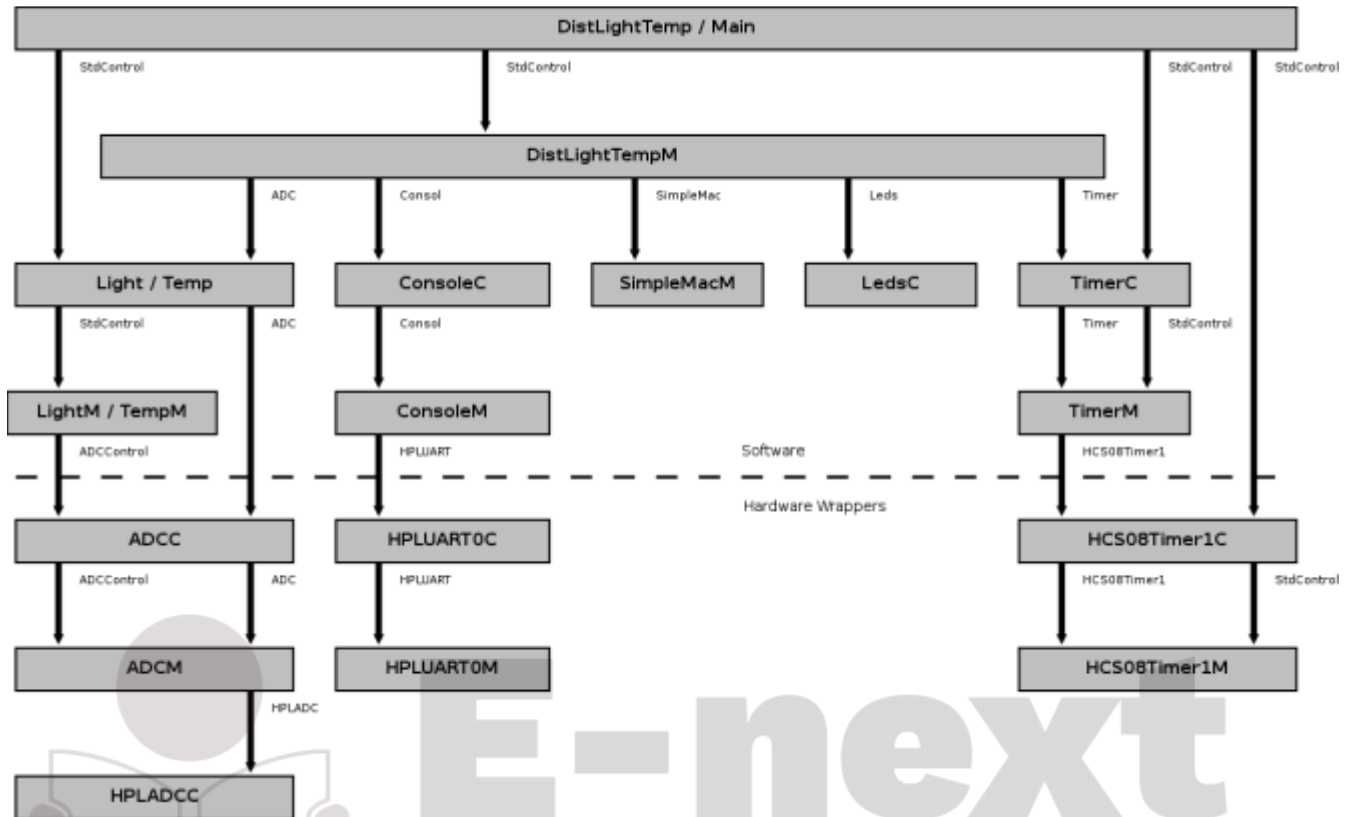 DistLightTemp / Main
StdControl StdControl StdControl StdControl
DistLightTempM
ADC Consol SimpleMac Leds Timer
Light / Temp ConsoleC SimpleMacM LedsC TimerC
StdControl ADC Consol Timer StdControl
LightM / TempM ConsoleM TimerM
ADCControl HPLUART Software HCS08Timer1
Hardware Wrappers
ADCC HPLUART0C HCS08Timer1C
ADCControl ADC HPLUART HCS08Timer1 StdControl
ADCM HPLUART0M HCS08Timer1M
HPLADC
E-next
HPLADCC